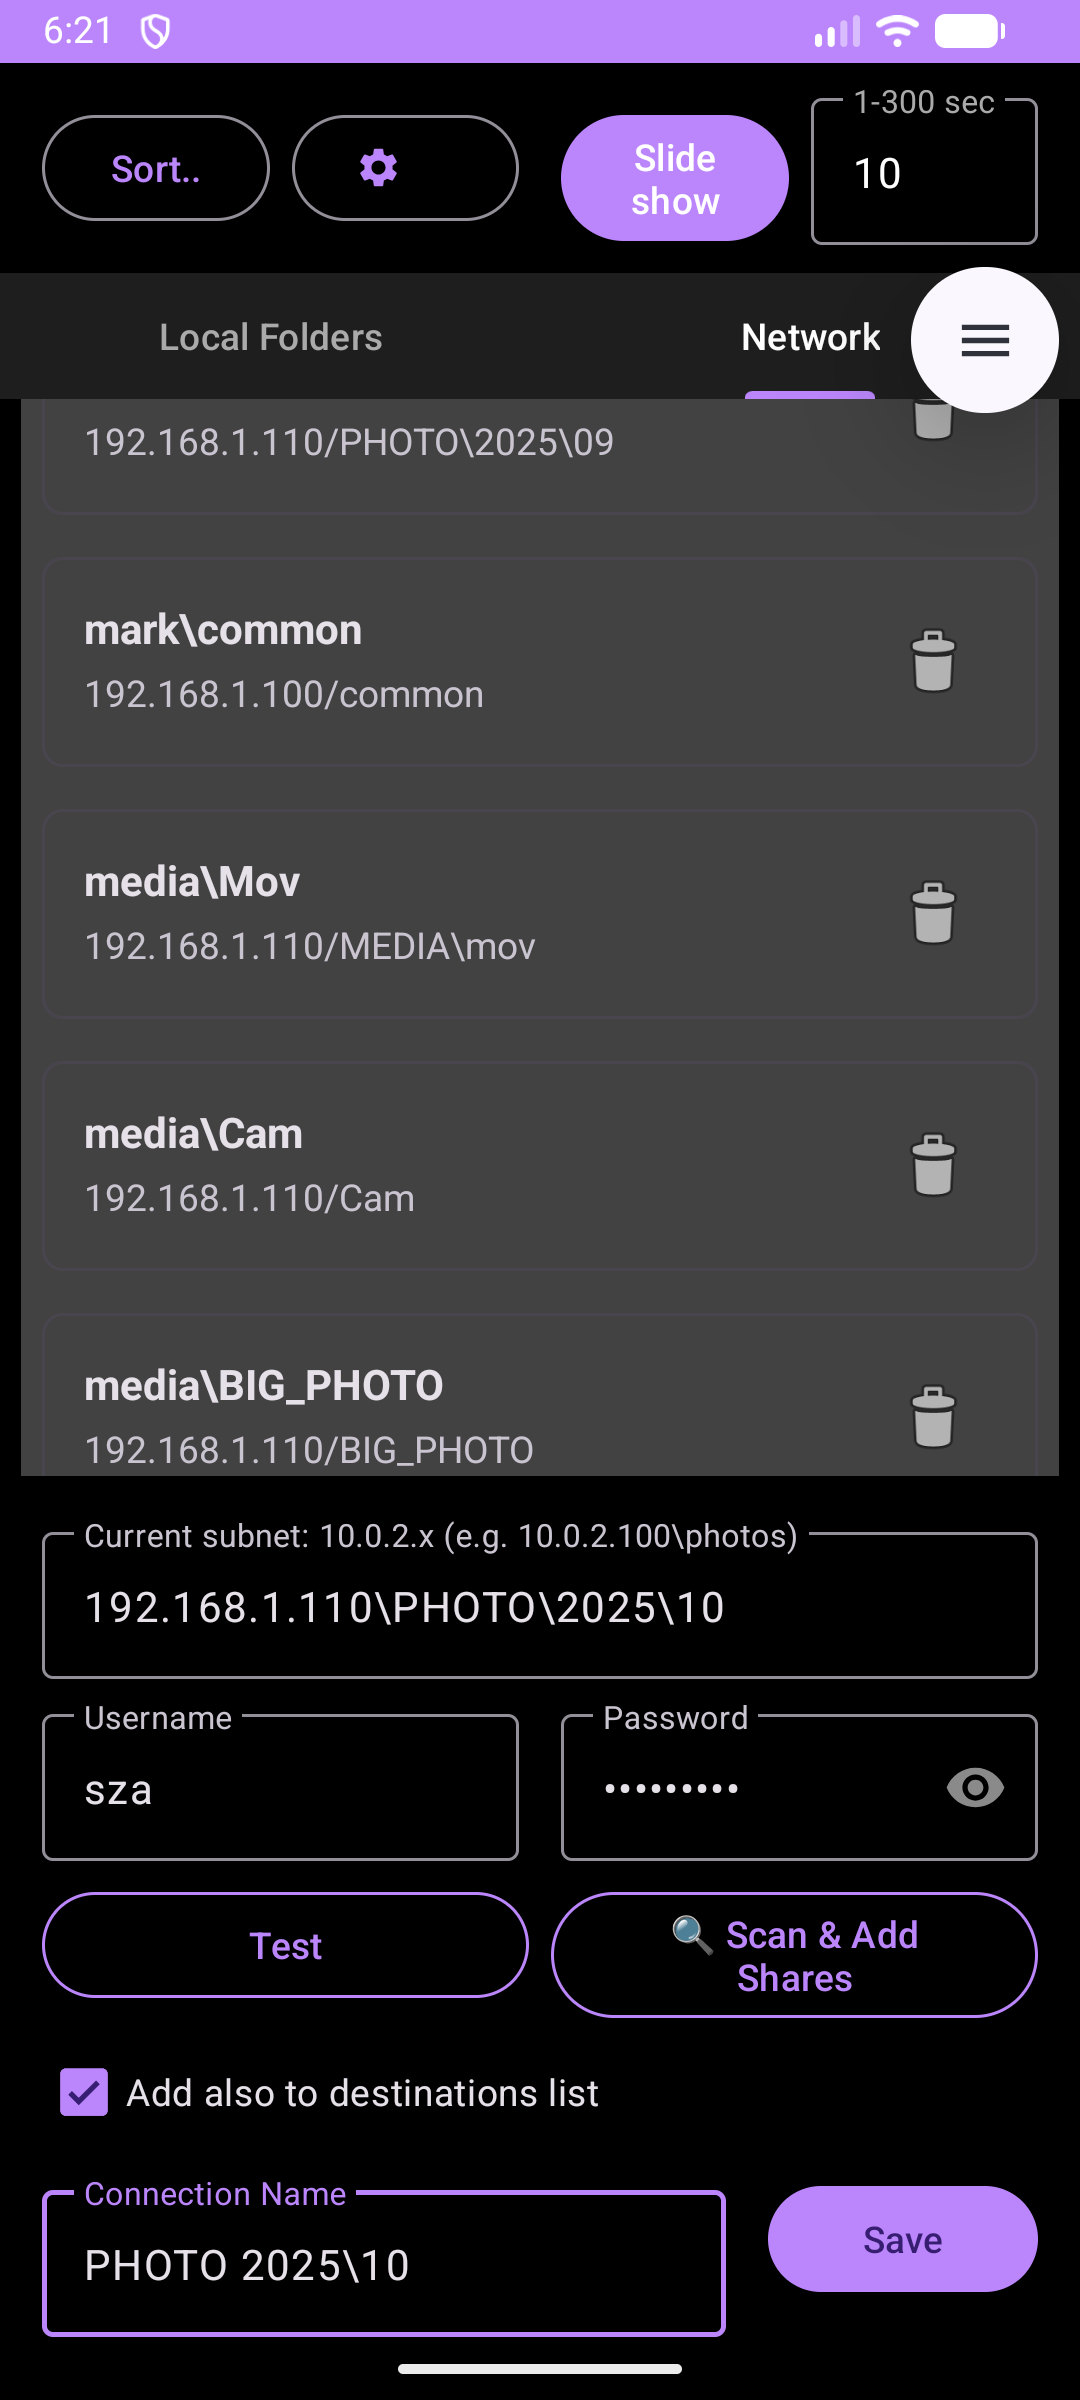 6:21
Sort..
Slide
show
1-300 sec
10
Local Folders
Network
192.168.1.110/PHOTO\2025\09
mark\common
192.168.1.100/common
media\Mov
192.168.1.110/MEDIA\mov
media\Cam
192.168.1.110/Cam
media\BIG_PHOTO
192.168.1.110/BIG_PHOTO
Current subnet: 10.0.2.x (e.g. 10.0.2.100\photos)
192.168.1.110\PHOTO\2025\10
Username
sza
Password
•••••••••
Test
🔍 Scan & Add
Shares
Add also to destinations list
Connection Name
PHOTO 2025\10
Save